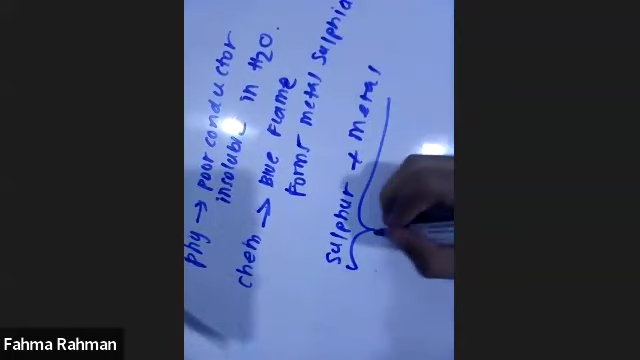 phy → poor conductor
insoluble in H2O.
chem → Blue Flame
Forms metal sulphid
sulphur + metal
Fahma Rahman